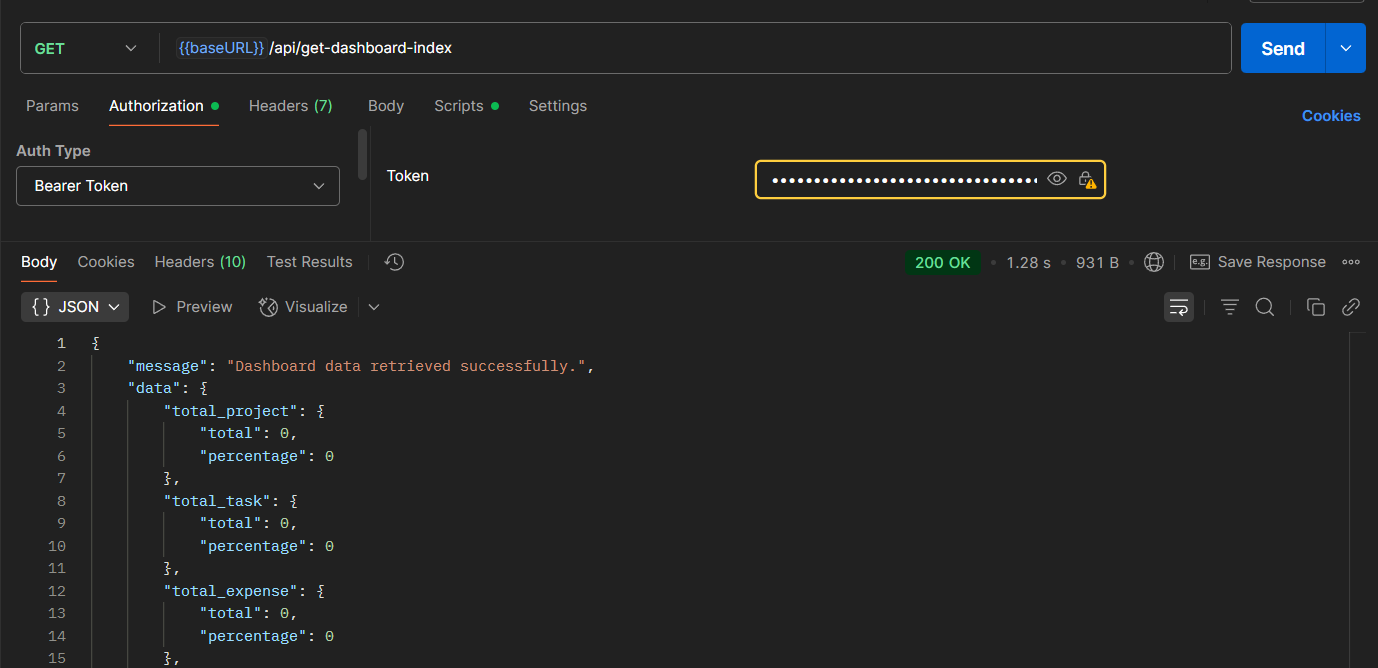 GET {{baseURL}} /api/get-dashboard-index Send
Params Authorization Headers (7) Body Scripts Settings Cookies
Auth Type
Bearer Token
Token
Body Cookies Headers (10) Test Results 200 OK 1.28 s 931 B e.g. Save Response
{} JSON Preview Visualize
1 {
2 "message": "Dashboard data retrieved successfully.",
3 "data": {
4 "total_project": {
5 "total": 0,
6 "percentage": 0
7 },
8 "total_task": {
9 "total": 0,
10 "percentage": 0
11 },
12 "total_expense": {
13 "total": 0,
14 "percentage": 0
15 },